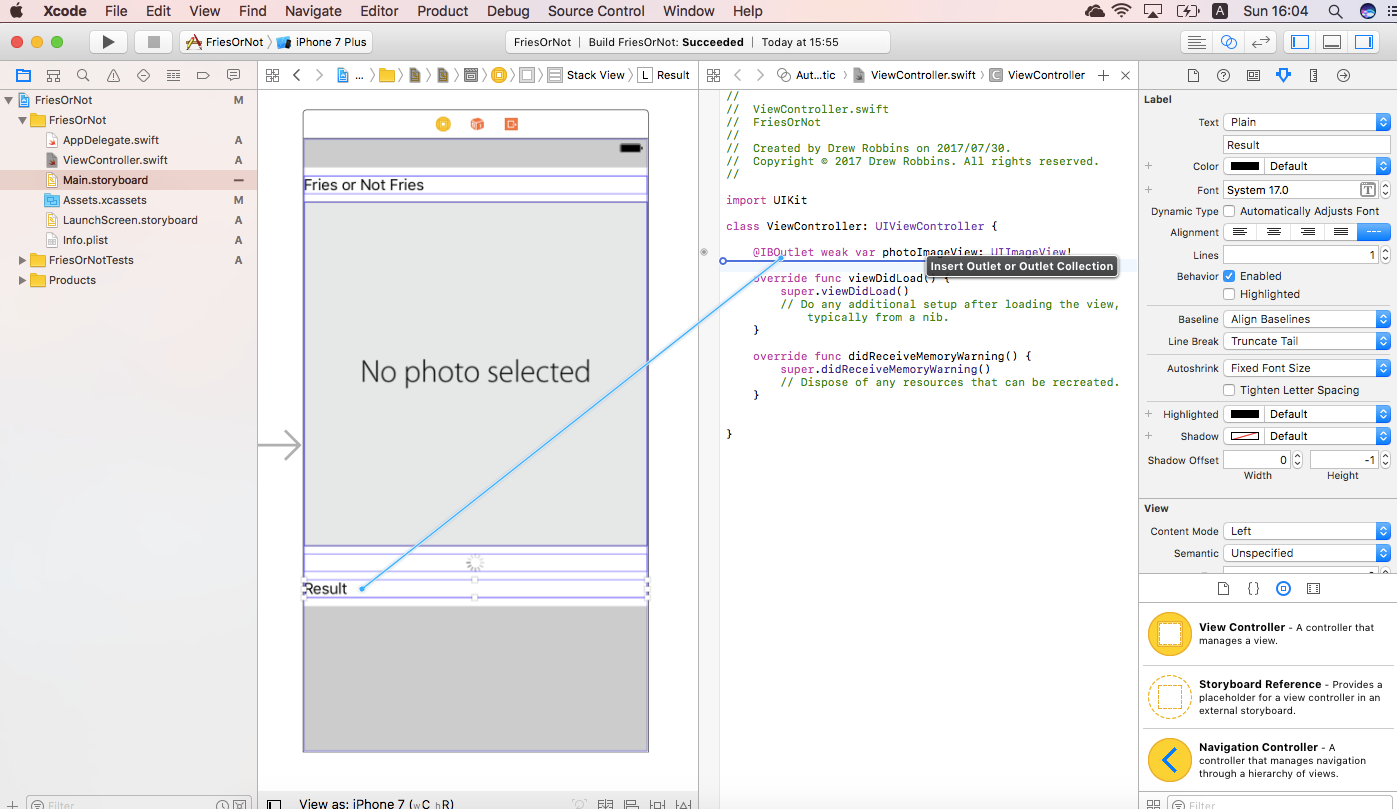 Xcode File Edit View Find Navigate Editor Product Debug Source Control Window Help
A Sun 16:04
FriesOrNot iPhone 7 Plus
FriesOrNot | Build FriesOrNot: Succeeded | Today at 15:55
... Stack View L Result
Aut...tic ViewController.swift C ViewController
FriesOrNot M
FriesOrNot
AppDelegate.swift A
ViewController.swift A
Main.storyboard
Assets.xcassets M
LaunchScreen.storyboard A
Info.plist A
FriesOrNotTests A
Products
Filter
Fries or Not Fries
No photo selected
Result
View as: iPhone 7 (wC hR)
//
// ViewController.swift
// FriesOrNot
//
// Created by Drew Robbins on 2017/07/30.
// Copyright © 2017 Drew Robbins. All rights reserved.
//
import UIKit
class ViewController: UIViewController {
@IBOutlet weak var photoImageView: UIImageView!
Insert Outlet or Outlet Collection
override func viewDidLoad() {
super.viewDidLoad()
// Do any additional setup after loading the view,
typically from a nib.
}
override func didReceiveMemoryWarning() {
super.didReceiveMemoryWarning()
// Dispose of any resources that can be recreated.
}
}
Label
Text Plain
Result
Color Default
Font System 17.0
Dynamic Type Automatically Adjusts Font
Alignment
Lines 1
Behavior Enabled
Highlighted
Baseline Align Baselines
Line Break Truncate Tail
Autoshrink Fixed Font Size
Tighten Letter Spacing
Highlighted Default
Shadow Default
Shadow Offset 0 -1
Width Height
View
Content Mode Left
Semantic Unspecified
View Controller - A controller that
manages a view.
Storyboard Reference - Provides a
placeholder for a view controller in an
external storyboard.
Navigation Controller - A
controller that manages navigation
through a hierarchy of views.
Filter